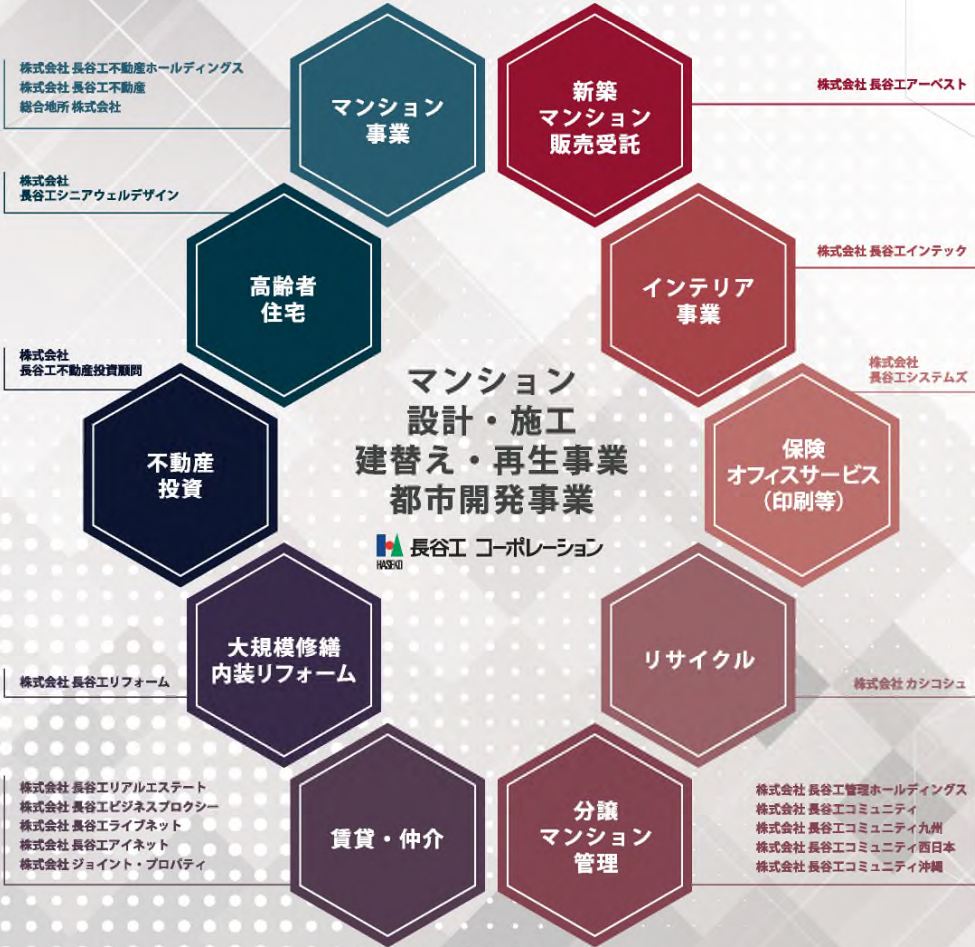 株式会社 長谷工不動産ホールディングス
株式会社 長谷工不動産
総合地所 株式会社
マンション
事業
新築
マンション
販売受託
株式会社 長谷工アーベスト
株式会社
長谷工シニアウェルデザイン
高齢者
住宅
インテリア
事業
株式会社 長谷工インテック
株式会社
長谷工不動産投資顧問
不動産
投資
マンション
設計・施工
建替え・再生事業
都市開発事業
HASEKO
長谷工 コーポレーション
株式会社
長谷工システムズ
保険
オフィスサービス
(印刷等)
大規模修繕
内装リフォーム
株式会社 長谷工リフォーム
リサイクル
株式会社 カシコシュ
株式会社 長谷工リアルエステート
株式会社 長谷工ビジネスプロクシー
株式会社 長谷工ライブネット
株式会社 長谷工アイネット
株式会社 ジョイント・プロパティ
賃貸・仲介
分譲
マンション
管理
株式会社 長谷工管理ホールディングス
株式会社 長谷工コミュニティ
株式会社 長谷工コミュニティ九州
株式会社 長谷工コミュニティ西日本
株式会社 長谷工コミュニティ沖縄